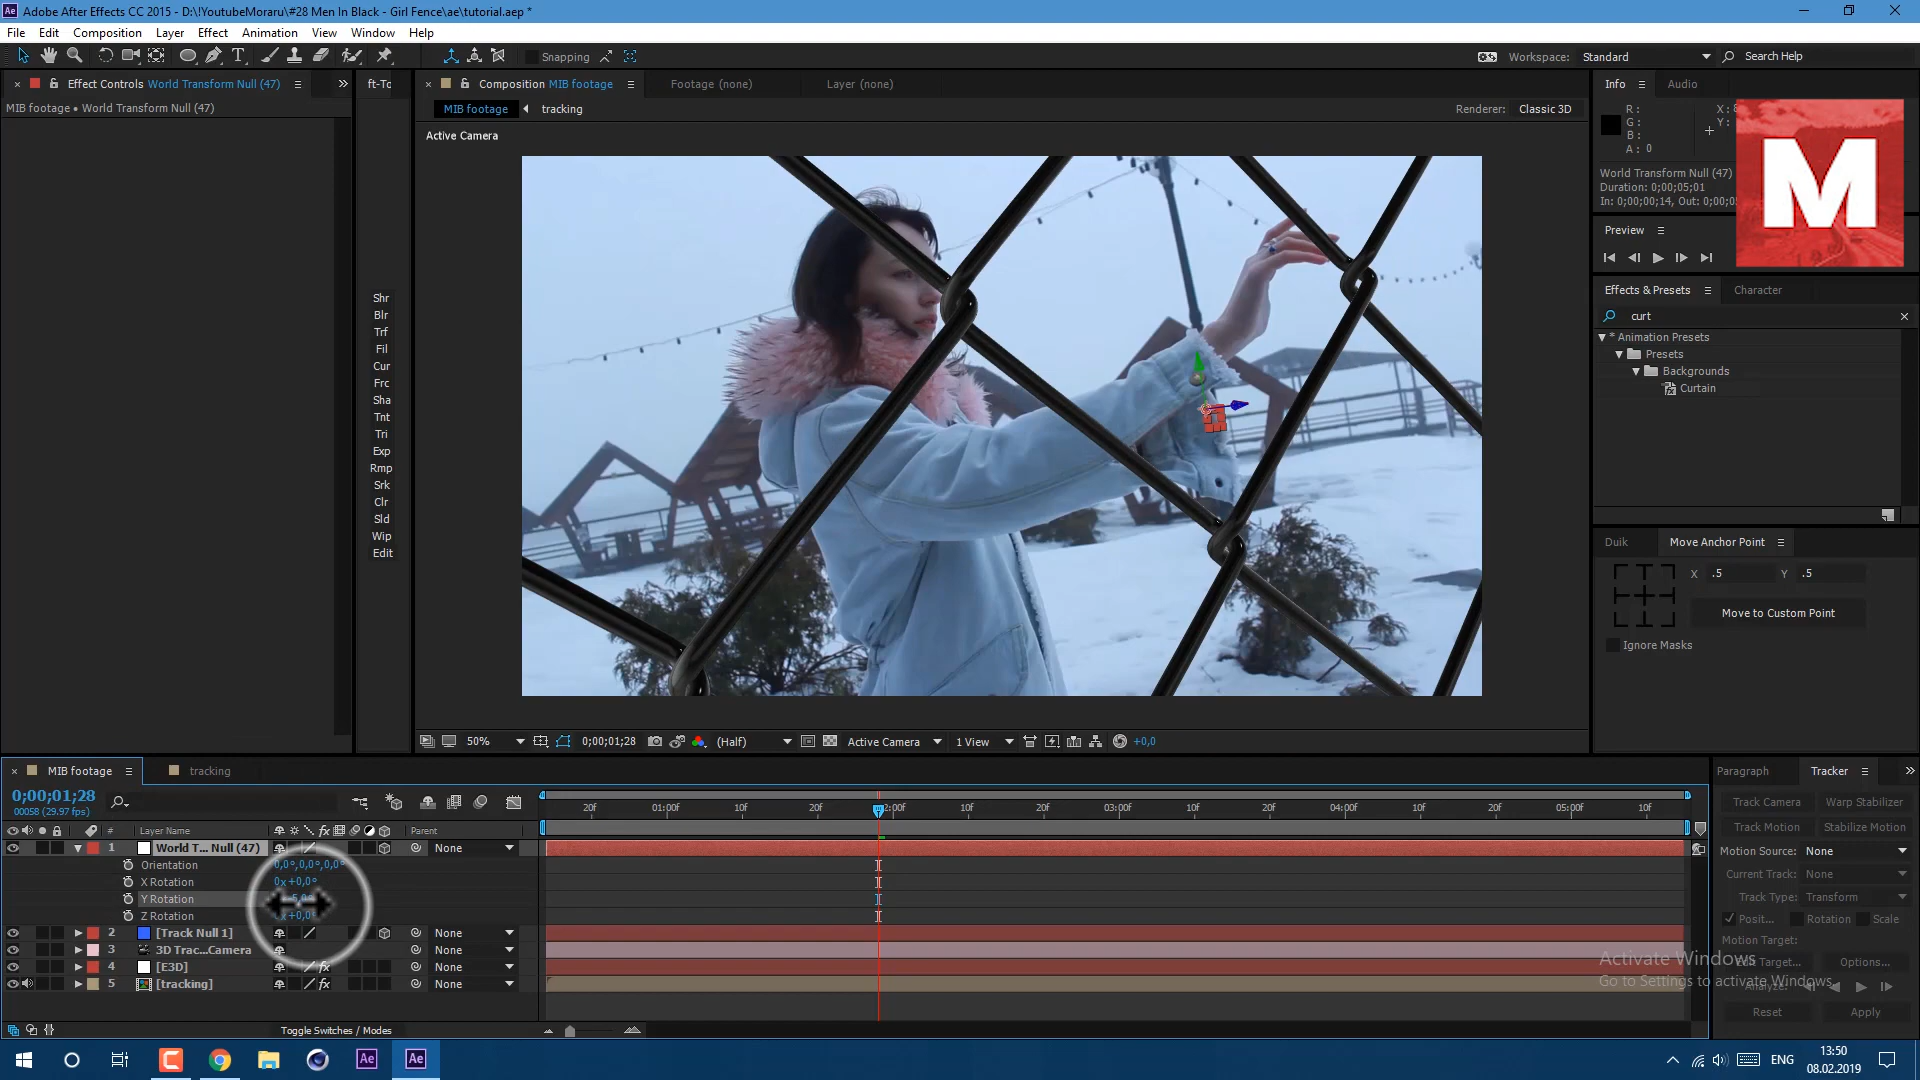 Adobe After Effects CC 2015 - D:\!YoutubeMoraru\#28 Men In Black - Girl Fence\ae\tutorial.aep *
File Edit Composition Layer Effect Animation View Window Help
Snapping
Workspace: Standard
Search Help
Effect Controls World Transform Null (47)
ft-To
MIB footage • World Transform Null (47)
Shr
Blr
Trf
Fil
Cur
Frc
Sha
Tnt
Tri
Exp
Rmp
Srk
Clr
Sld
Wip
Edit
Composition MIB footage
Footage (none)
Layer (none)
MIB footage
tracking
Renderer: Classic 3D
Active Camera
50%
0;00;01;28
(Half)
Active Camera
1 View
+0,0
Info
Audio
R :
G :
B :
A : 0
X :
Y :
World Transform Null (47)
Duration: 0;00;05;01
In: 0;00;00;14, Out:
M
Preview
Effects & Presets
Character
curt
* Animation Presets
Presets
Backgrounds
Curtain
Duik
Move Anchor Point
X .5 Y .5
Move to Custom Point
Ignore Masks
MIB footage
tracking
0;00;01;28
00058 (29.97 fps)
# Layer Name
fx
Parent
20f 01:00f 10f 20f 2:00f 10f 20f 03:00f 10f 20f 04:00f 10f 20f 05:00f 10f
1 World T... Null (47) None
Orientation 0,0°,0,0°,0,0°
X Rotation 0x+0,0°
Y Rotation
Z Rotation
2 [Track Null 1] None
3 3D Trac...Camera None
4 [E3D] fx None
5 [tracking] fx None
Toggle Switches / Modes
Paragraph
Tracker
Track Camera
Warp Stabilizer
Track Motion
Stabilize Motion
Motion Source: None
Current Track: None
Track Type: Transform
Posit... Rotation Scale
Motion Target:
Edit Target...
Options...
Analyze:
Reset
Apply
Activate Windows
Go to Settings to activate Windows.
Ae
Ae
ENG
13:50
08.02.2019